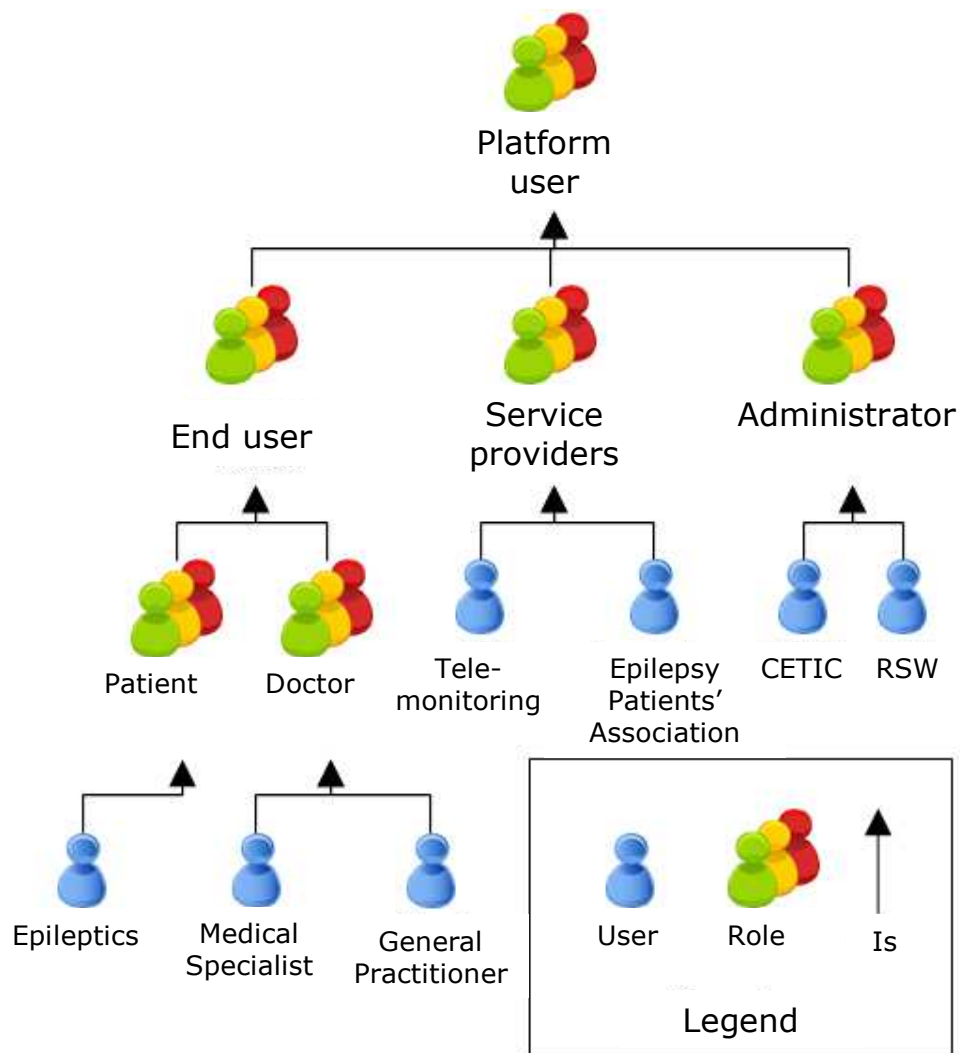 Platform
user
End user
Service
providers
Administrator
Patient
Doctor
Tele-
monitoring
Epilepsy
Patients’
Association
CETIC
RSW
Epileptics
Medical
Specialist
General
Practitioner
User
Role
Is
Legend